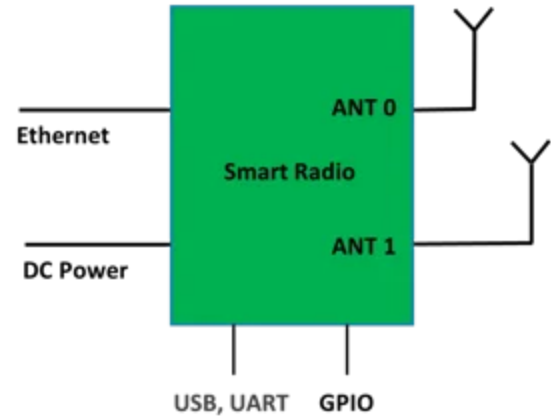 ANT 0
Ethernet
Smart Radio
ANT 1
DC Power
USB, UART
GPIO